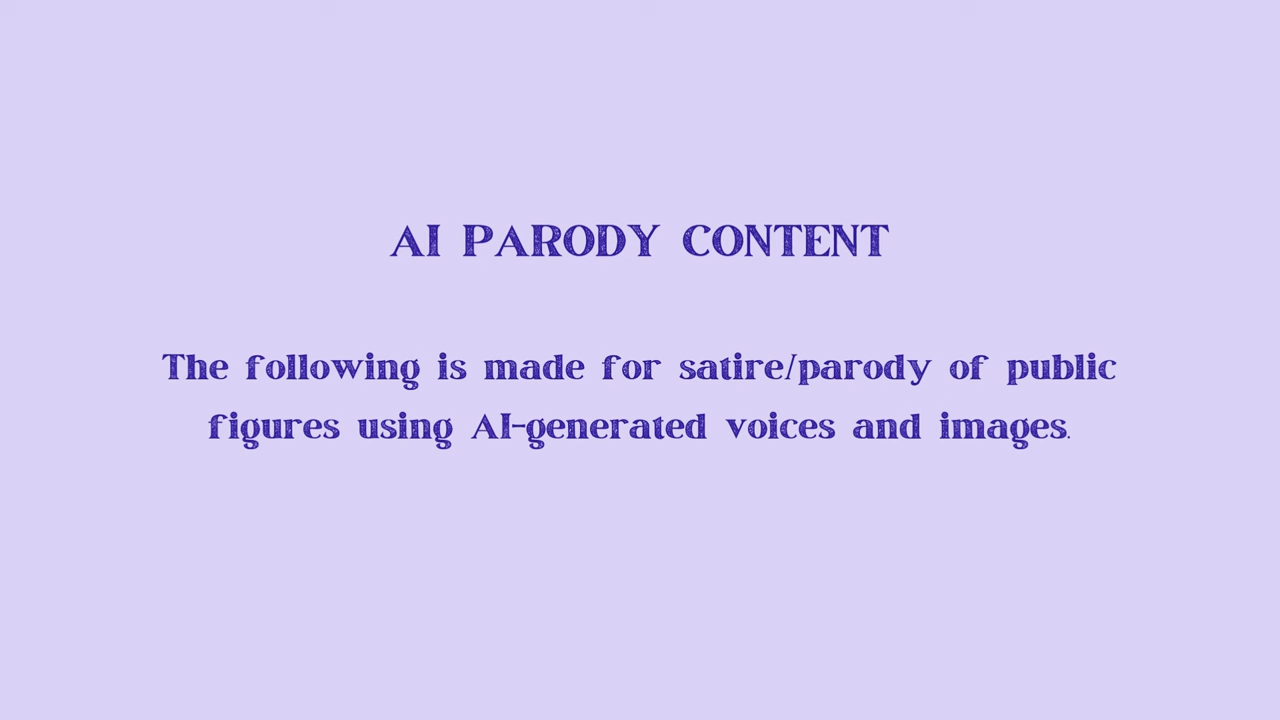 AI PARODY CONTENT
The following is made for satire/parody of public
figures using AI-generated voices and images.